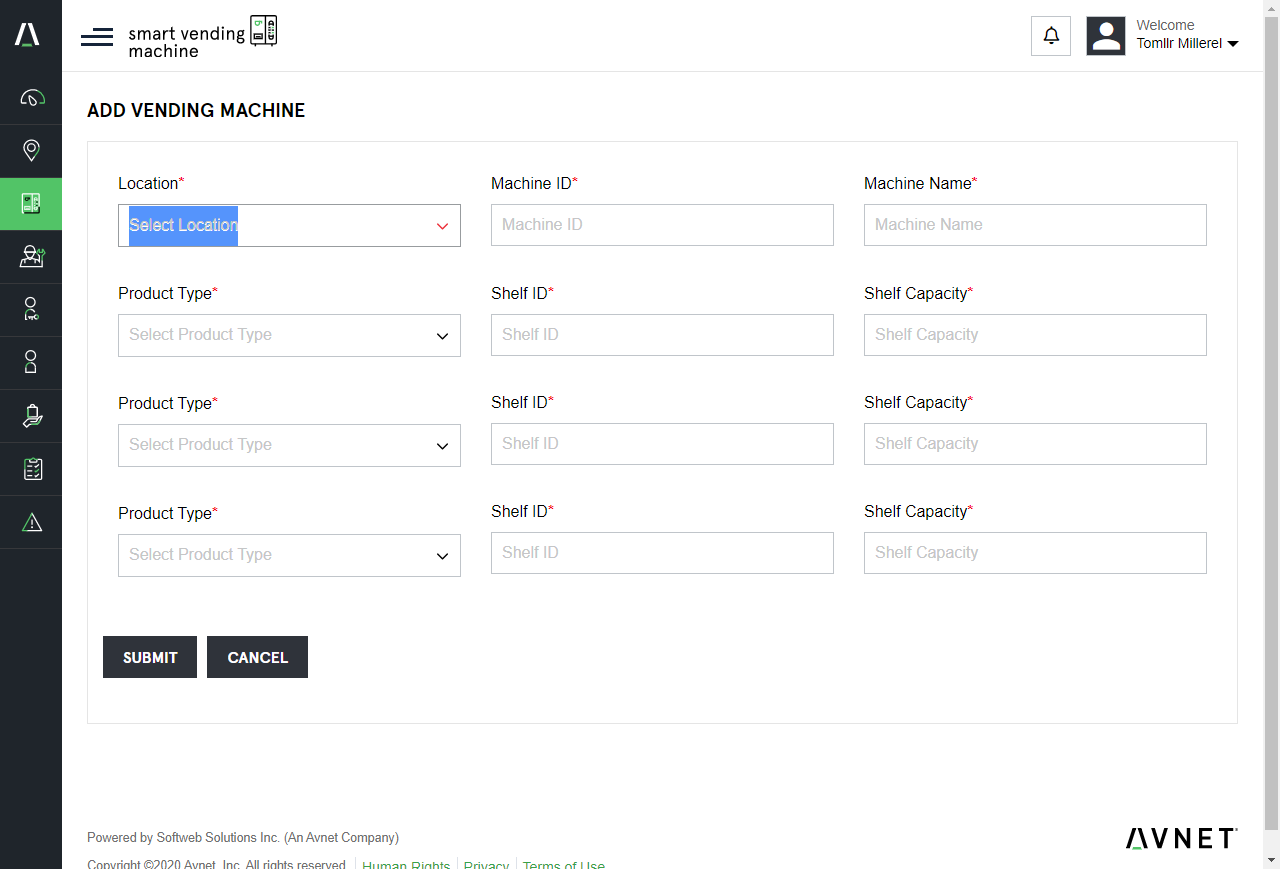 smart vending
machine
Welcome
Tomllr Millerel
ADD VENDING MACHINE
Location* Machine ID* Machine Name*
Select Location Machine ID Machine Name
Product Type* Shelf ID* Shelf Capacity*
Select Product Type Shelf ID Shelf Capacity
Product Type* Shelf ID* Shelf Capacity*
Select Product Type Shelf ID Shelf Capacity
Product Type* Shelf ID* Shelf Capacity*
Select Product Type Shelf ID Shelf Capacity
SUBMIT CANCEL
Powered by Softweb Solutions Inc. (An Avnet Company)
AVNET
Copyright ©2020 Avnet, Inc. All rights reserved. Human Rights Privacy Terms of Use